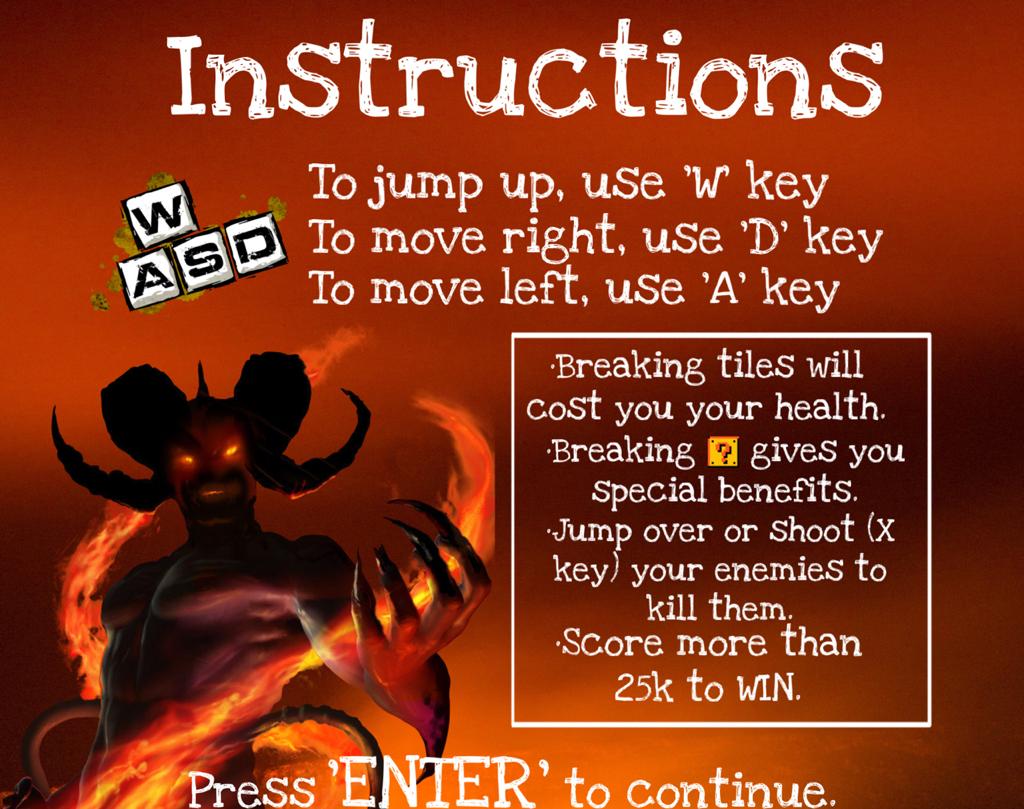 Instructions
W
ASD
To jump up, use 'W' key
To move right, use 'D' key
To move left, use 'A' key
·Breaking tiles will
cost you your health.
·Breaking ? gives you
special benefits.
·Jump over or shoot (X
key) your enemies to
kill them.
·Score more than
25k to WIN.
Press 'ENTER' to continue.